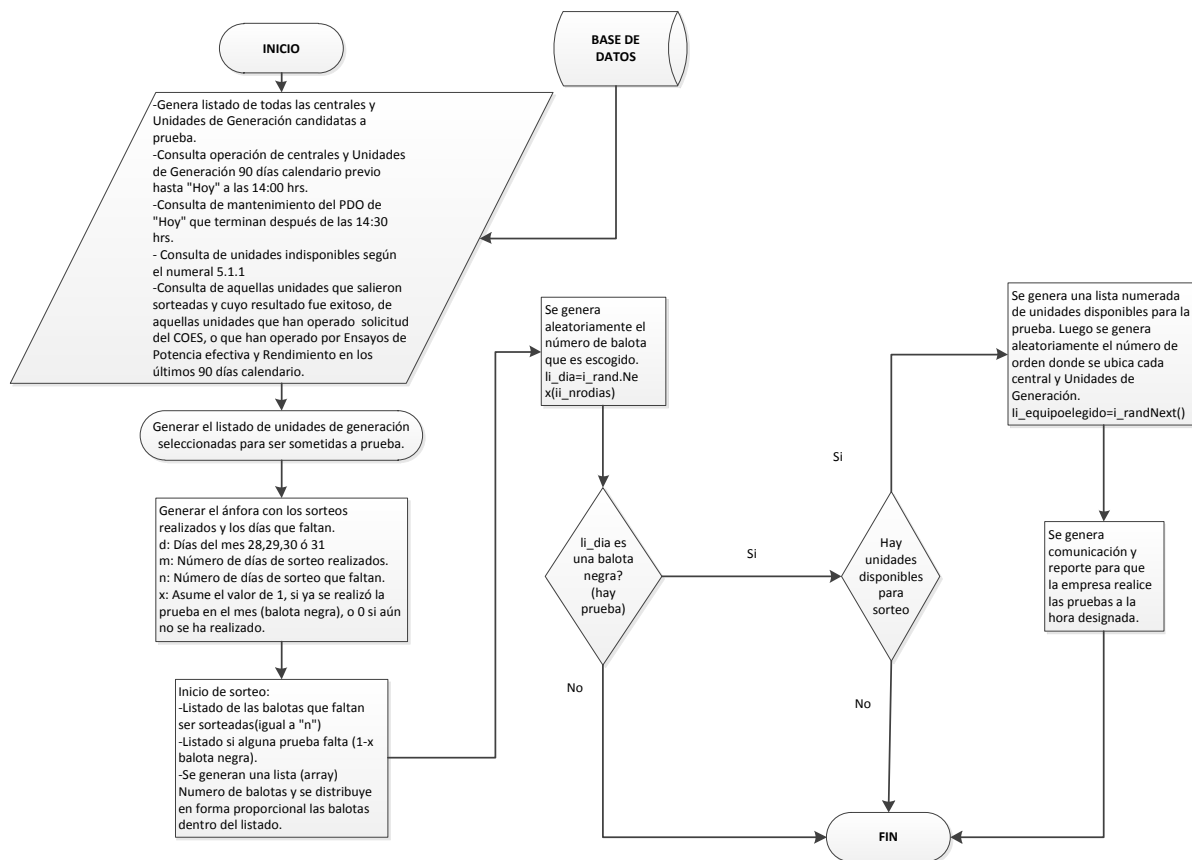 INICIO
BASE DE
DATOS
-Genera listado de todas las centrales y
Unidades de Generación candidatas a
prueba.
-Consulta operación de centrales y Unidades
de Generación 90 días calendario previo
hasta "Hoy" a las 14:00 hrs.
-Consulta de mantenimiento del PDO de
"Hoy" que terminan después de las 14:30
hrs.
- Consulta de unidades indisponibles según
el numeral 5.1.1
-Consulta de aquellas unidades que salieron
sorteadas y cuyo resultado fue exitoso, de
aquellas unidades que han operado  solicitud
del COES, o que han operado por Ensayos de
Potencia efectiva y Rendimiento en los
últimos 90 días calendario.
Generar el listado de unidades de generación
seleccionadas para ser sometidas a prueba.
Generar el ánfora con los sorteos
realizados y los días que faltan.
d: Días del mes 28,29,30 ó 31
m: Número de días de sorteo realizados.
n: Número de días de sorteo que faltan.
x: Asume el valor de 1, si ya se realizó la
prueba en el mes (balota negra), o 0 si aún
no se ha realizado.
Inicio de sorteo:
-Listado de las balotas que faltan
ser sorteadas(igual a "n")
-Listado si alguna prueba falta (1-x
balota negra).
-Se generan una lista (array)
Numero de balotas y se distribuye
en forma proporcional las balotas
dentro del listado.
Se genera
aleatoriamente el
número de balota
que es escogido.
li_dia=i_rand.Ne
x(ii_nrodias)
li_dia es
una balota
negra?
(hay
prueba)
Si
No
Hay
unidades
disponibles
para
sorteo
Si
No
Se genera una lista numerada
de unidades disponibles para la
prueba. Luego se genera
aleatoriamente el número de
orden donde se ubica cada
central y Unidades de
Generación.
li_equipoelegido=i_randNext()
Se genera
comunicación y
reporte para que
la empresa realice
las pruebas a la
hora designada.
FIN